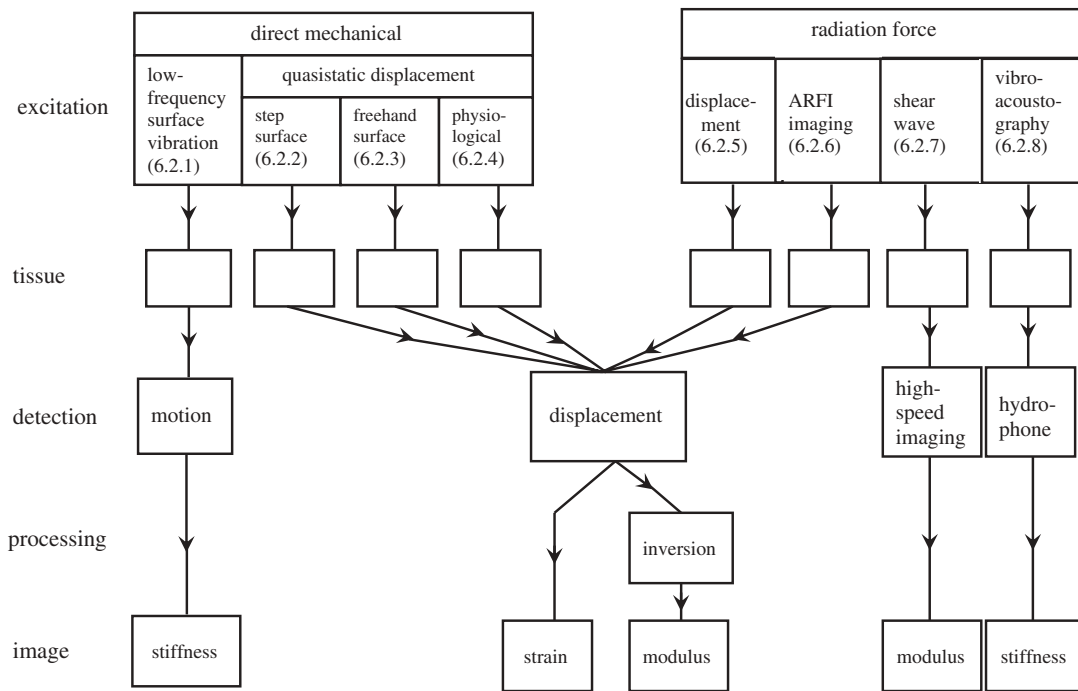 direct mechanical
radiation force
excitation
low-
frequency
surface
vibration
(6.2.1)
quasistatic displacement
step
surface
(6.2.2)
freehand
surface
(6.2.3)
physio-
logical
(6.2.4)
displace-
ment
(6.2.5)
ARFI
imaging
(6.2.6)
shear
wave
(6.2.7)
vibro-
acousto-
graphy
(6.2.8)
tissue
detection
motion
displacement
high-
speed
imaging
hydro-
phone
processing
inversion
image
stiffness
strain
modulus
modulus
stiffness